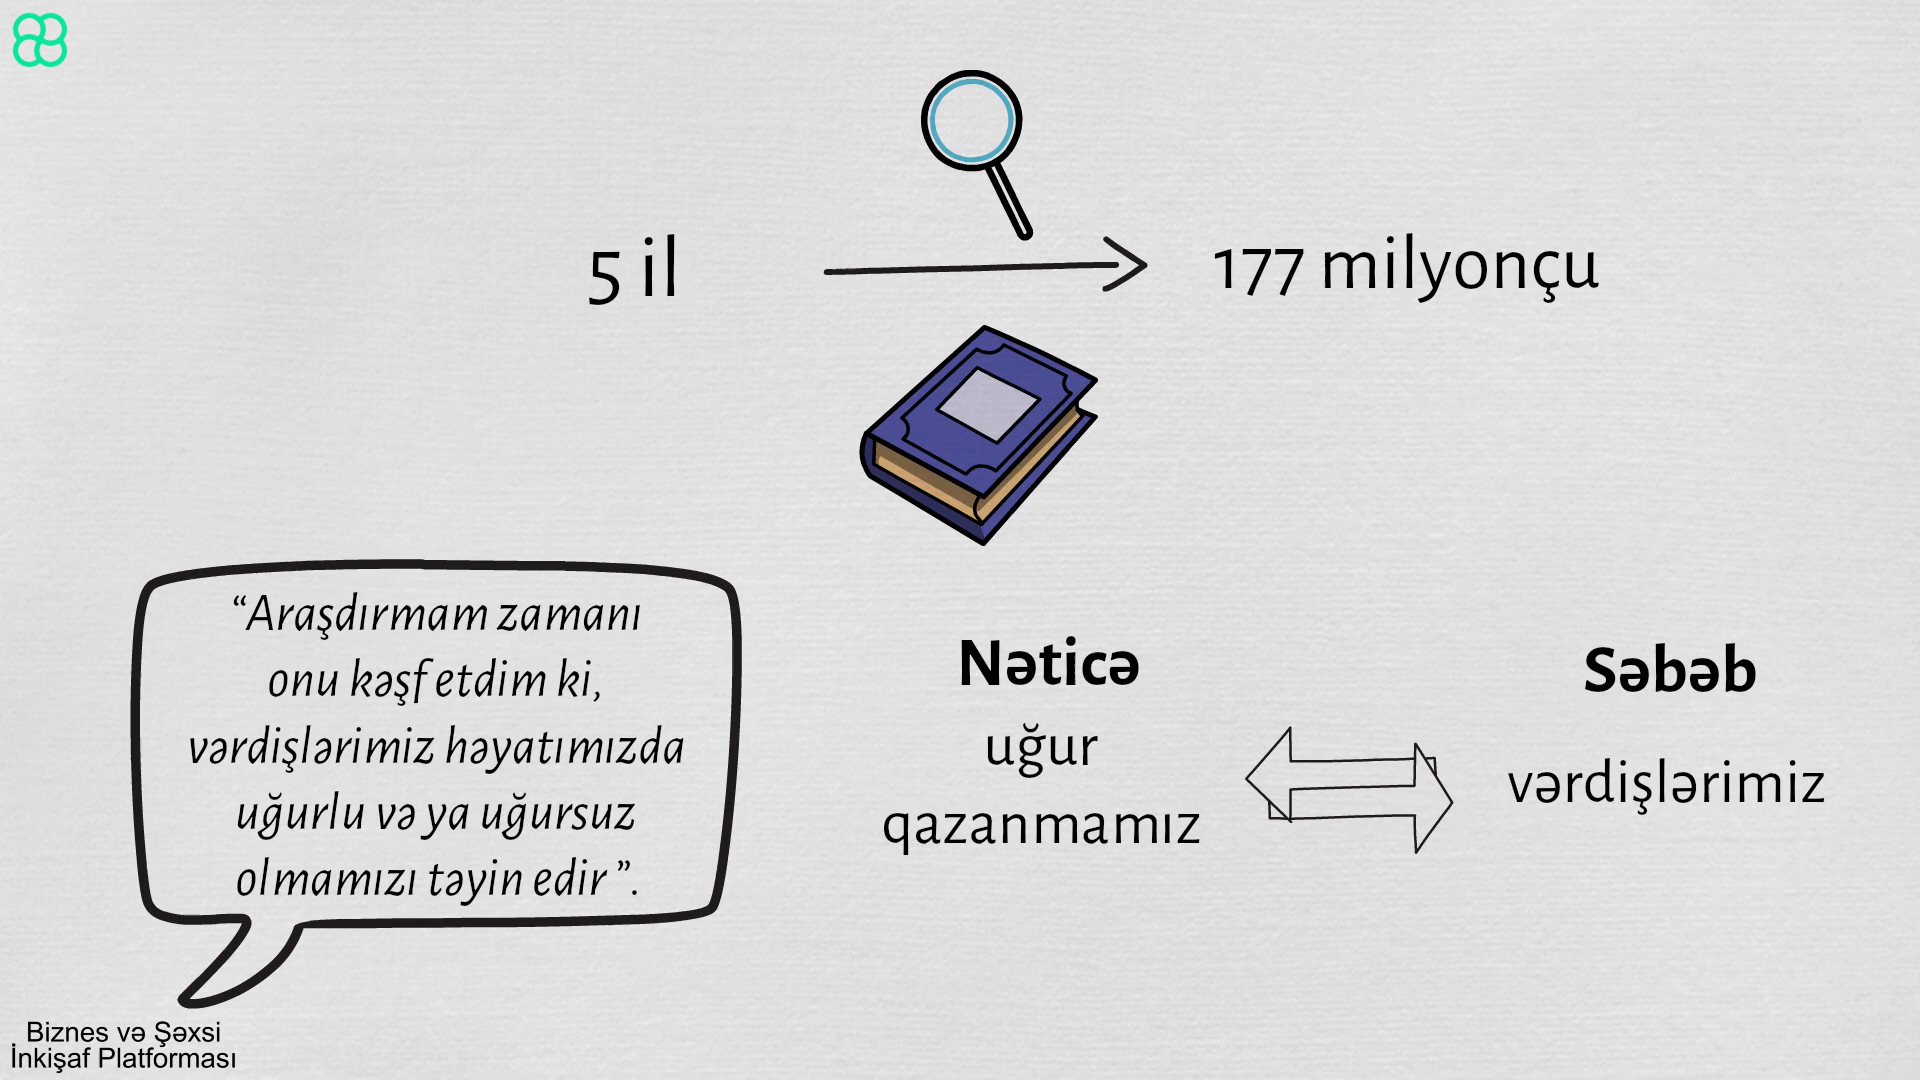 5 il
177 milyonçu
“Araşdırmam zamanı
onu kəşf etdim ki,
vərdişlərimiz həyatımızda
uğurlu və ya uğursuz
olmamızı təyin edir ”.
Nəticə
uğur
qazanmamız
Səbəb
vərdişlərimiz
Biznes və Şəxsi
İnkişaf Platforması